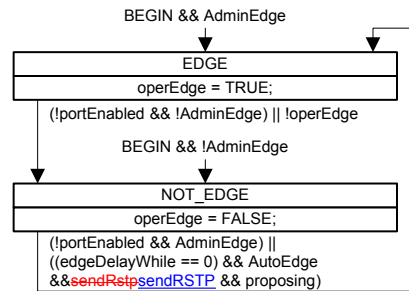 BEGIN && AdminEdge
EDGE
operEdge = TRUE;
(!portEnabled && !AdminEdge) || !operEdge
BEGIN && !AdminEdge
NOT_EDGE
operEdge = FALSE;
(!portEnabled && AdminEdge) ||
((edgeDelayWhile == 0) && AutoEdge
&&sendRstpsendRSTP && proposing)